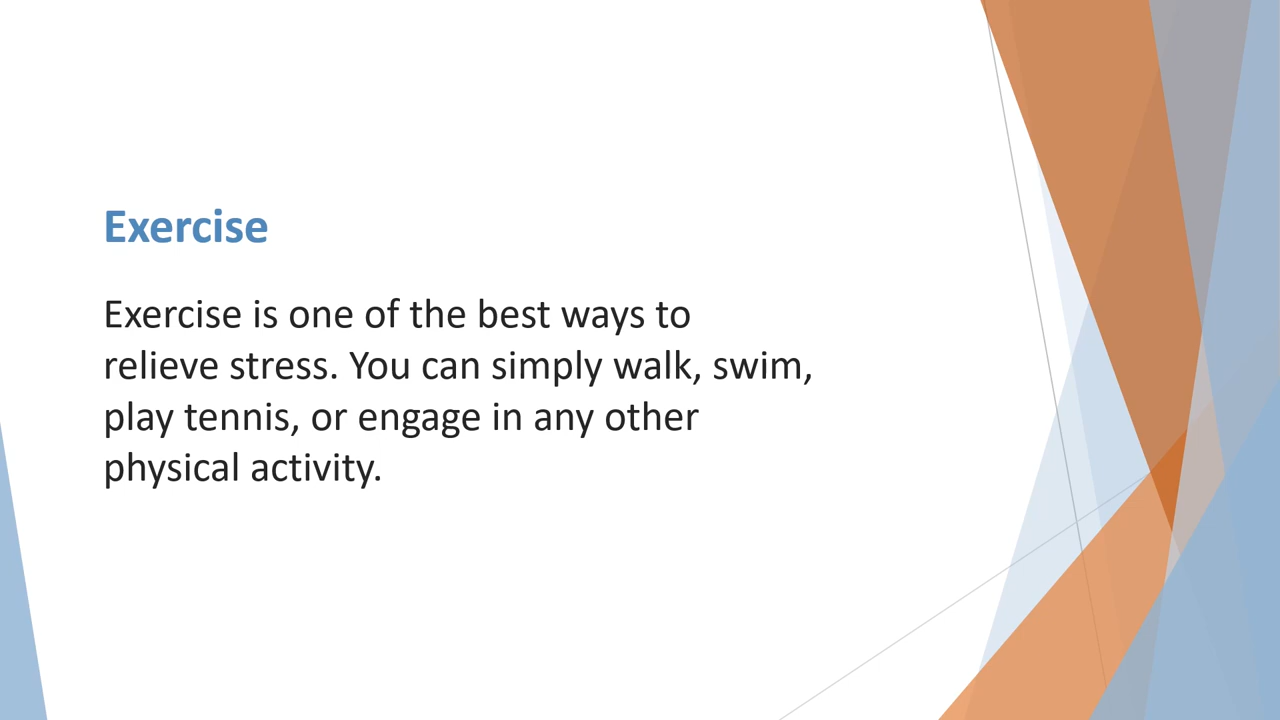 Exercise
Exercise is one of the best ways to
relieve stress. You can simply walk, swim,
play tennis, or engage in any other
physical activity.